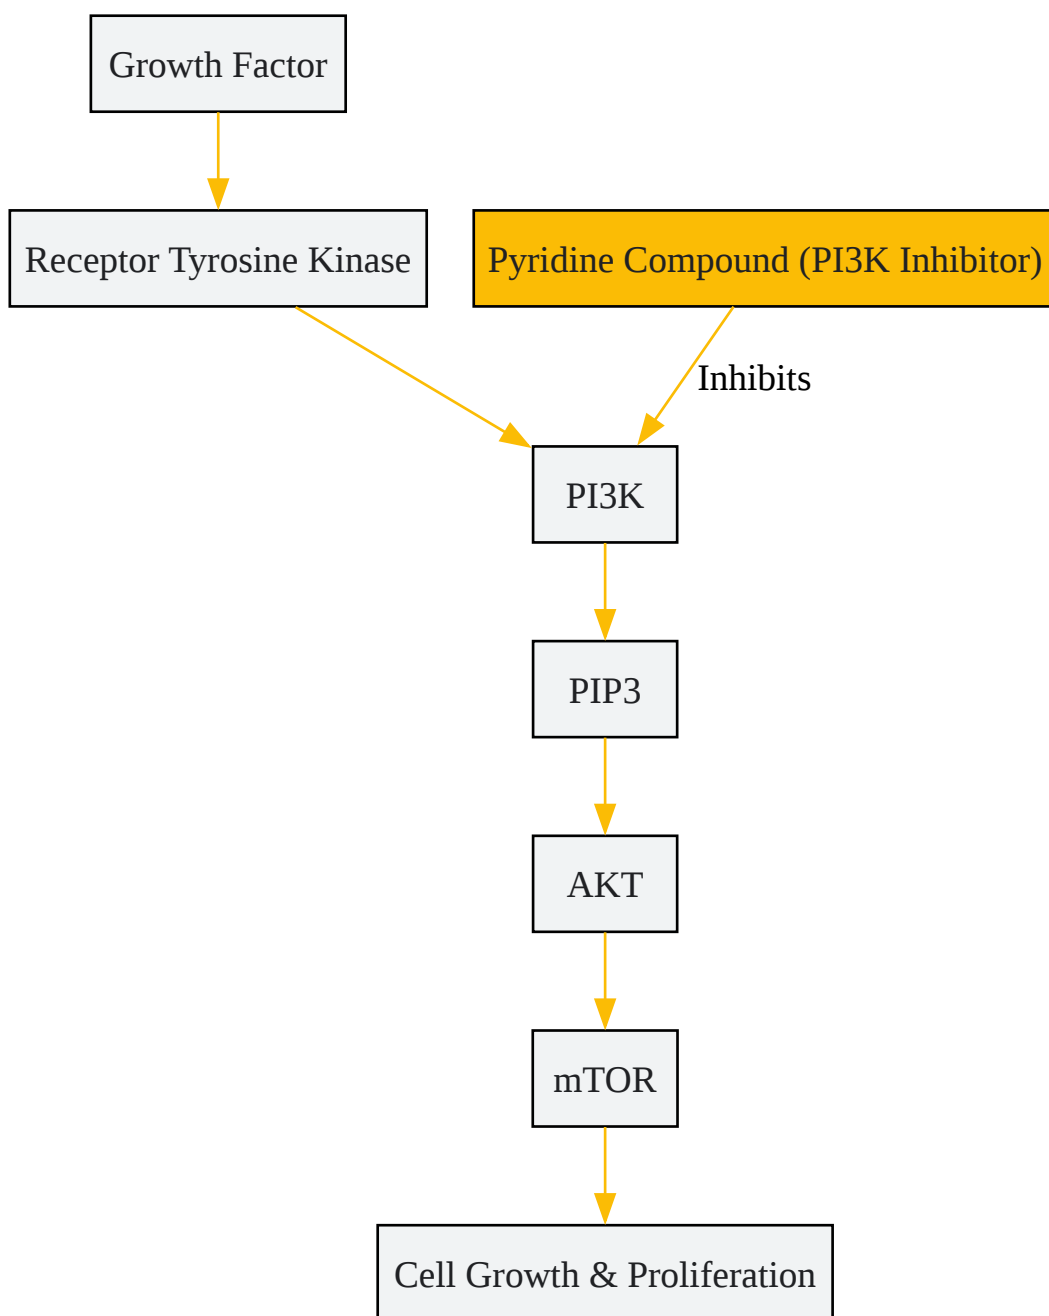 Growth Factor
Receptor Tyrosine Kinase
Pyridine Compound (PI3K Inhibitor)
Inhibits
PI3K
PIP3
AKT
mTOR
Cell Growth & Proliferation